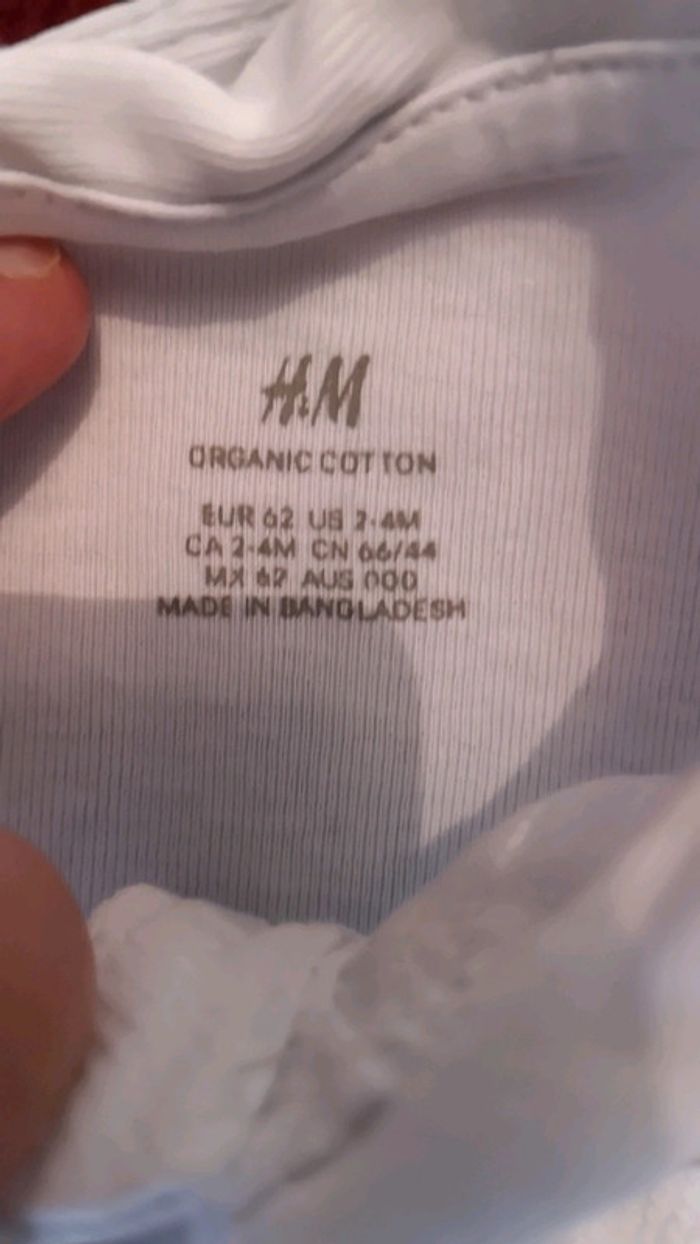 H&M
ORGANIC COTTON
EUR 62 US 2-4M
CA 2-4M CN 66/44
MX 62 AUS 000
MADE IN BANGLADESH